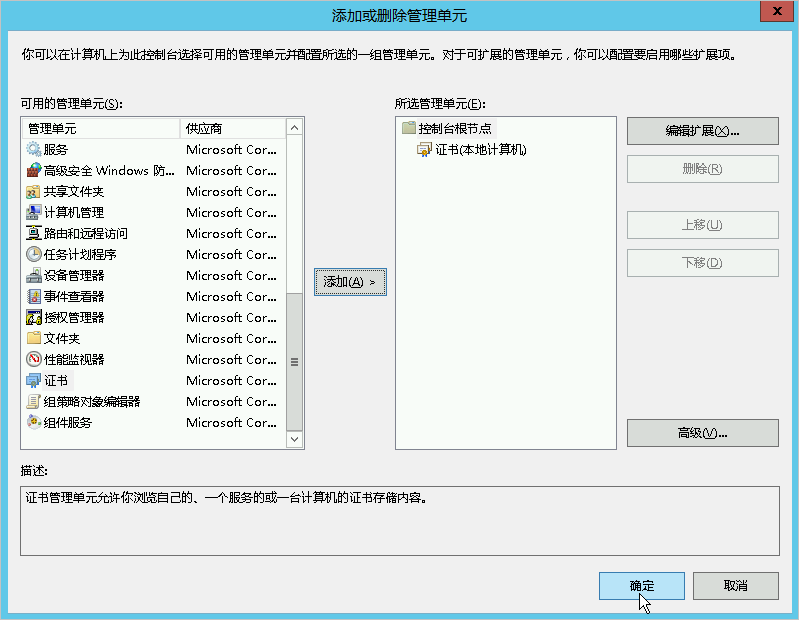 添加或删除管理单元
x
你可以在计算机上为此控制台选择可用的管理单元并配置所选的一组管理单元。对于可扩展的管理单元，你可以配置要启用哪些扩展项。
可用的管理单元(S):
管理单元 供应商
服务 Microsoft Cor...
高级安全 Windows 防... Microsoft Cor...
共享文件夹 Microsoft Cor...
计算机管理 Microsoft Cor...
路由和远程访问 Microsoft Cor...
任务计划程序 Microsoft Cor...
设备管理器 Microsoft Cor...
事件查看器 Microsoft Cor...
授权管理器 Microsoft Cor...
文件夹 Microsoft Cor...
性能监视器 Microsoft Cor...
证书 Microsoft Cor...
组策略对象编辑器 Microsoft Cor...
组件服务 Microsoft Cor...
添加(A) >
所选管理单元(E):
控制台根节点
证书(本地计算机)
编辑扩展(X)...
删除(R)
上移(U)
下移(D)
高级(V)...
描述:
证书管理单元允许你浏览自己的、一个服务的或一台计算机的证书存储内容。
确定
取消